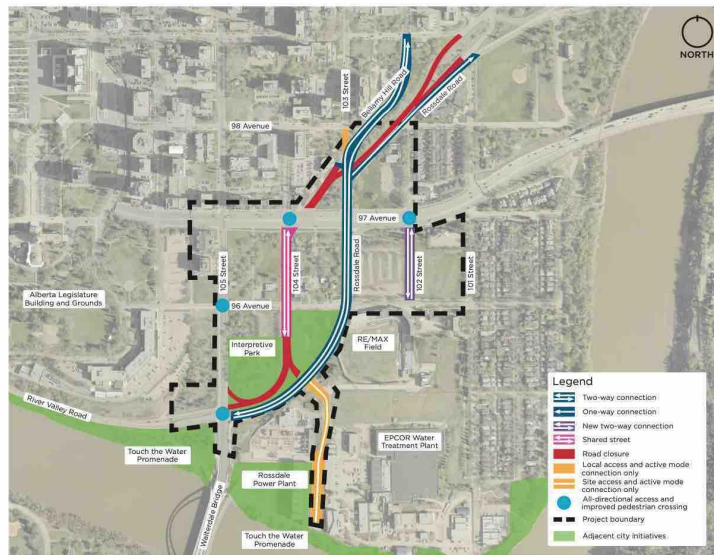 NORTH
103 Street
Bellamy Hill Road
Rossdale Road
98 Avenue
97 Avenue
105 Street
104 Street
Rossdale Road
102 Street
101 Street
Alberta Legislature
Building and Grounds
96 Avenue
Interpretive
Park
RE/MAX
Field
River Valley Road
Touch the Water
Promenade
Rossdale
Power Plant
EPCOR Water
Treatment Plant
Walterdale Bridge
Touch the Water
Promenade
Legend
Two-way connection
One-way connection
New two-way connection
Shared street
Road closure
Local access and active mode
connection only
Site access and active mode
connection only
All-directional access and
improved pedestrian crossing
Project boundary
Adjacent city initiatives